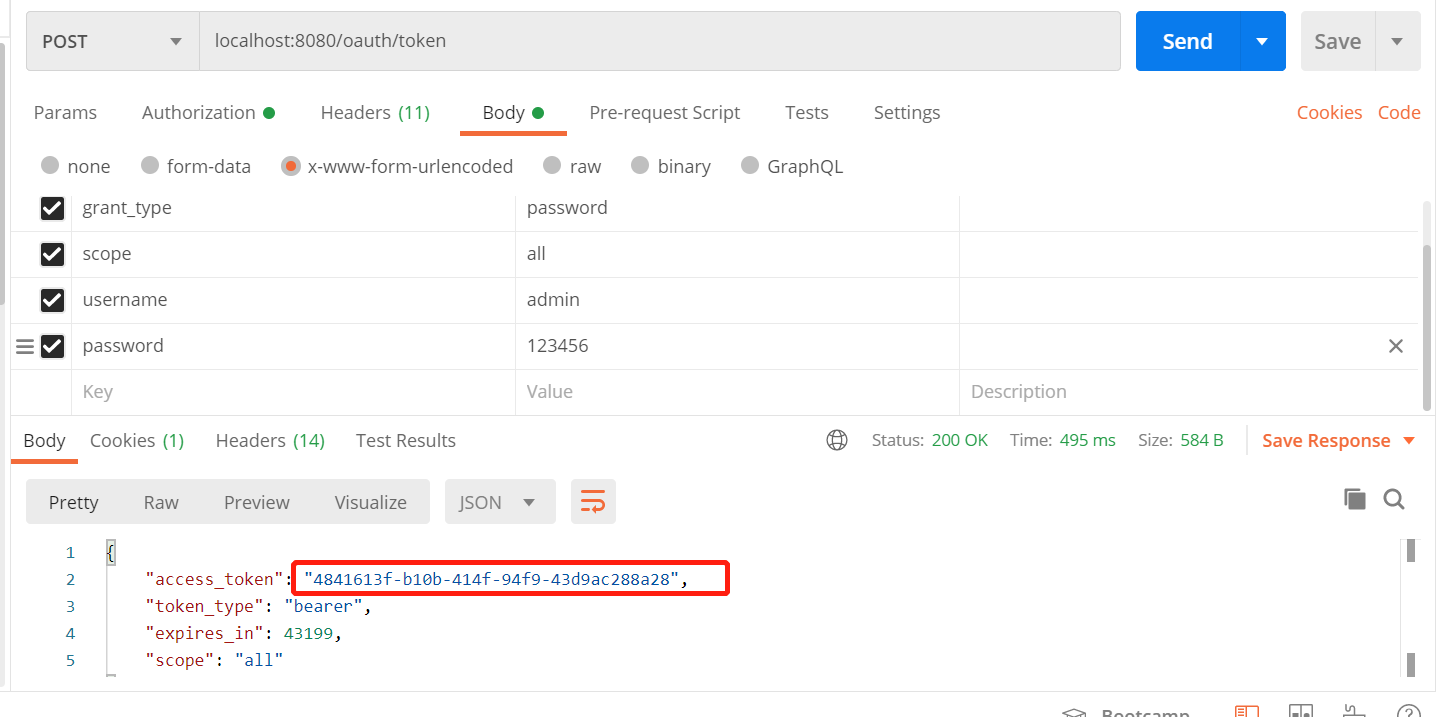 POST localhost:8080/oauth/token Send Save
Params Authorization Headers (11) Body Pre-request Script Tests Settings Cookies Code
none form-data x-www-form-urlencoded raw binary GraphQL
grant_type password
scope all
username admin
password 123456
Key Value Description
Body Cookies (1) Headers (14) Test Results Status: 200 OK Time: 495 ms Size: 584 B Save Response
Pretty Raw Preview Visualize JSON
1 {
2 "access_token": "4841613f-b10b-414f-94f9-43d9ac288a28",
3 "token_type": "bearer",
4 "expires_in": 43199,
5 "scope": "all"
Bootcamp